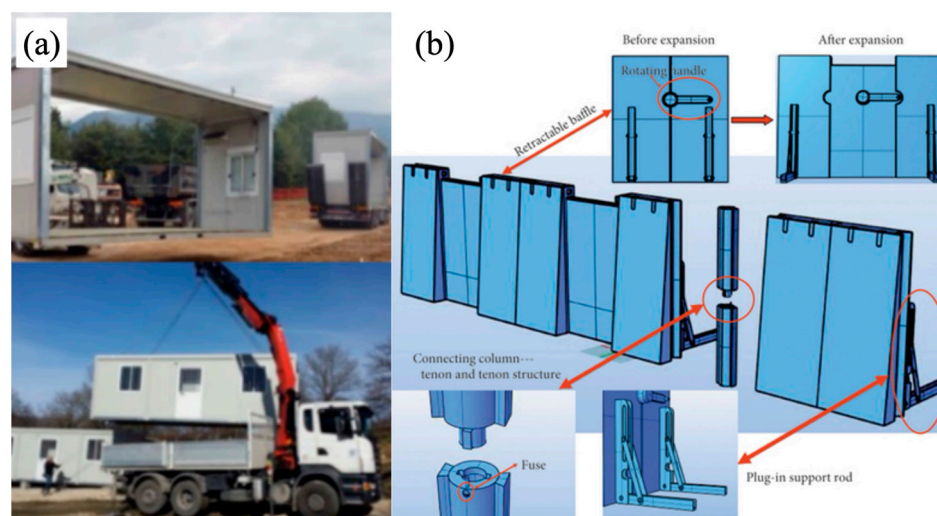 (a)
(b)
Before expansion
After expansion
Rotating handle
Retractable baffle
Connecting column---
tenon and tenon structure
Fuse
Plug-in support rod